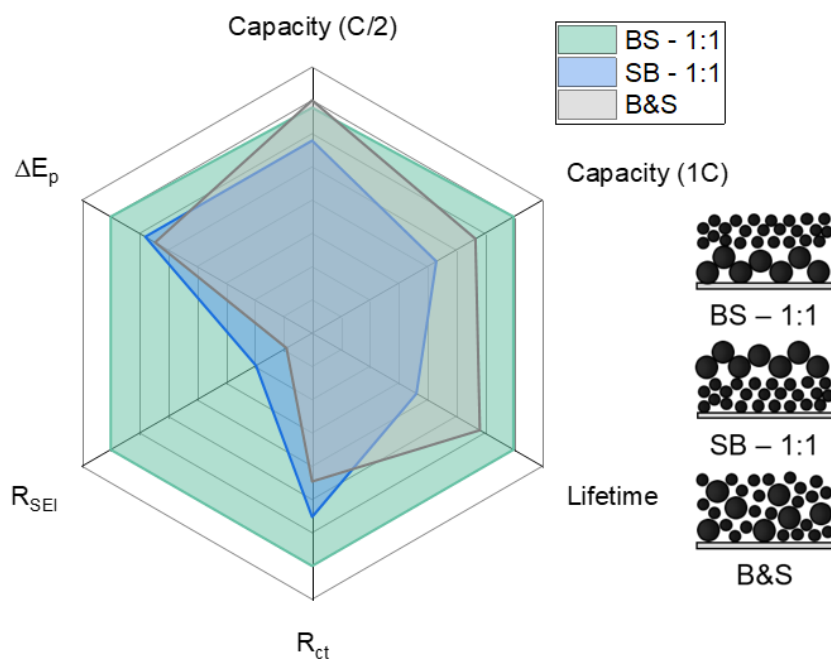 Capacity (C/2)
BS - 1:1
SB - 1:1
B&S
ΔEp
Capacity (1C)
BS – 1:1
SB – 1:1
RSEI
Lifetime
B&S
Rct